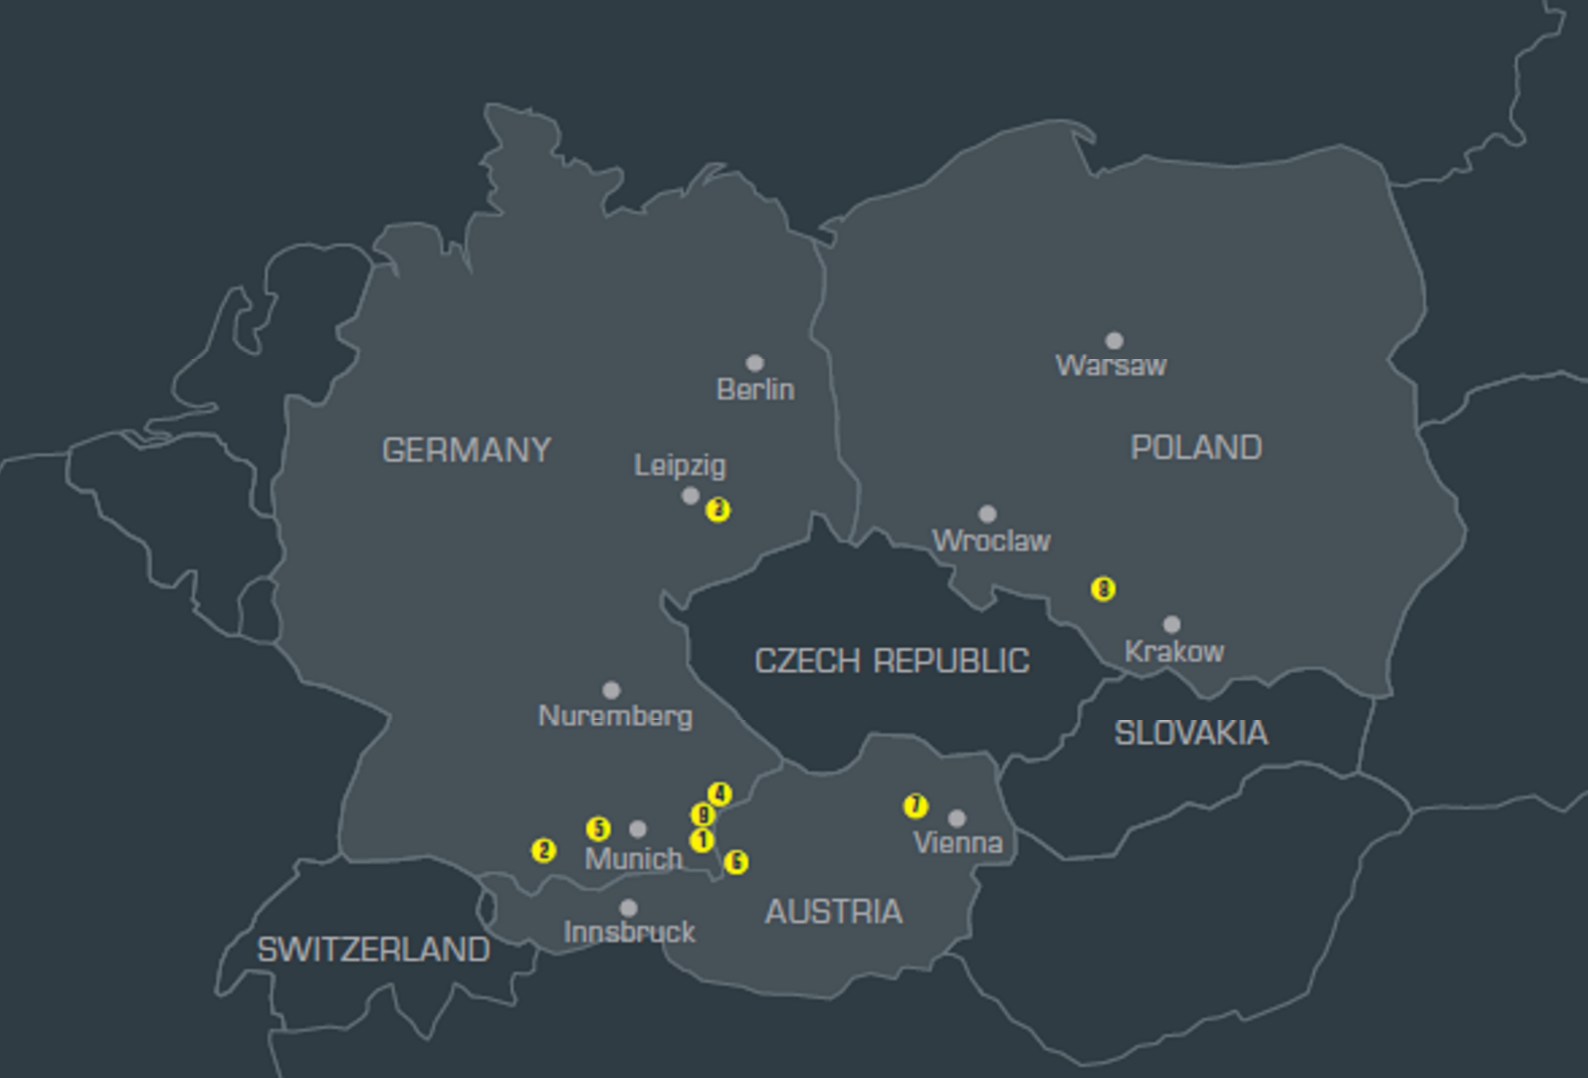 Berlin
Warsaw
GERMANY
POLAND
Leipzig
3
Wroclaw
8
CZECH REPUBLIC
Krakow
Nuremberg
SLOVAKIA
4
7
9
5
1
Vienna
2
Munich
6
AUSTRIA
Innsbruck
SWITZERLAND